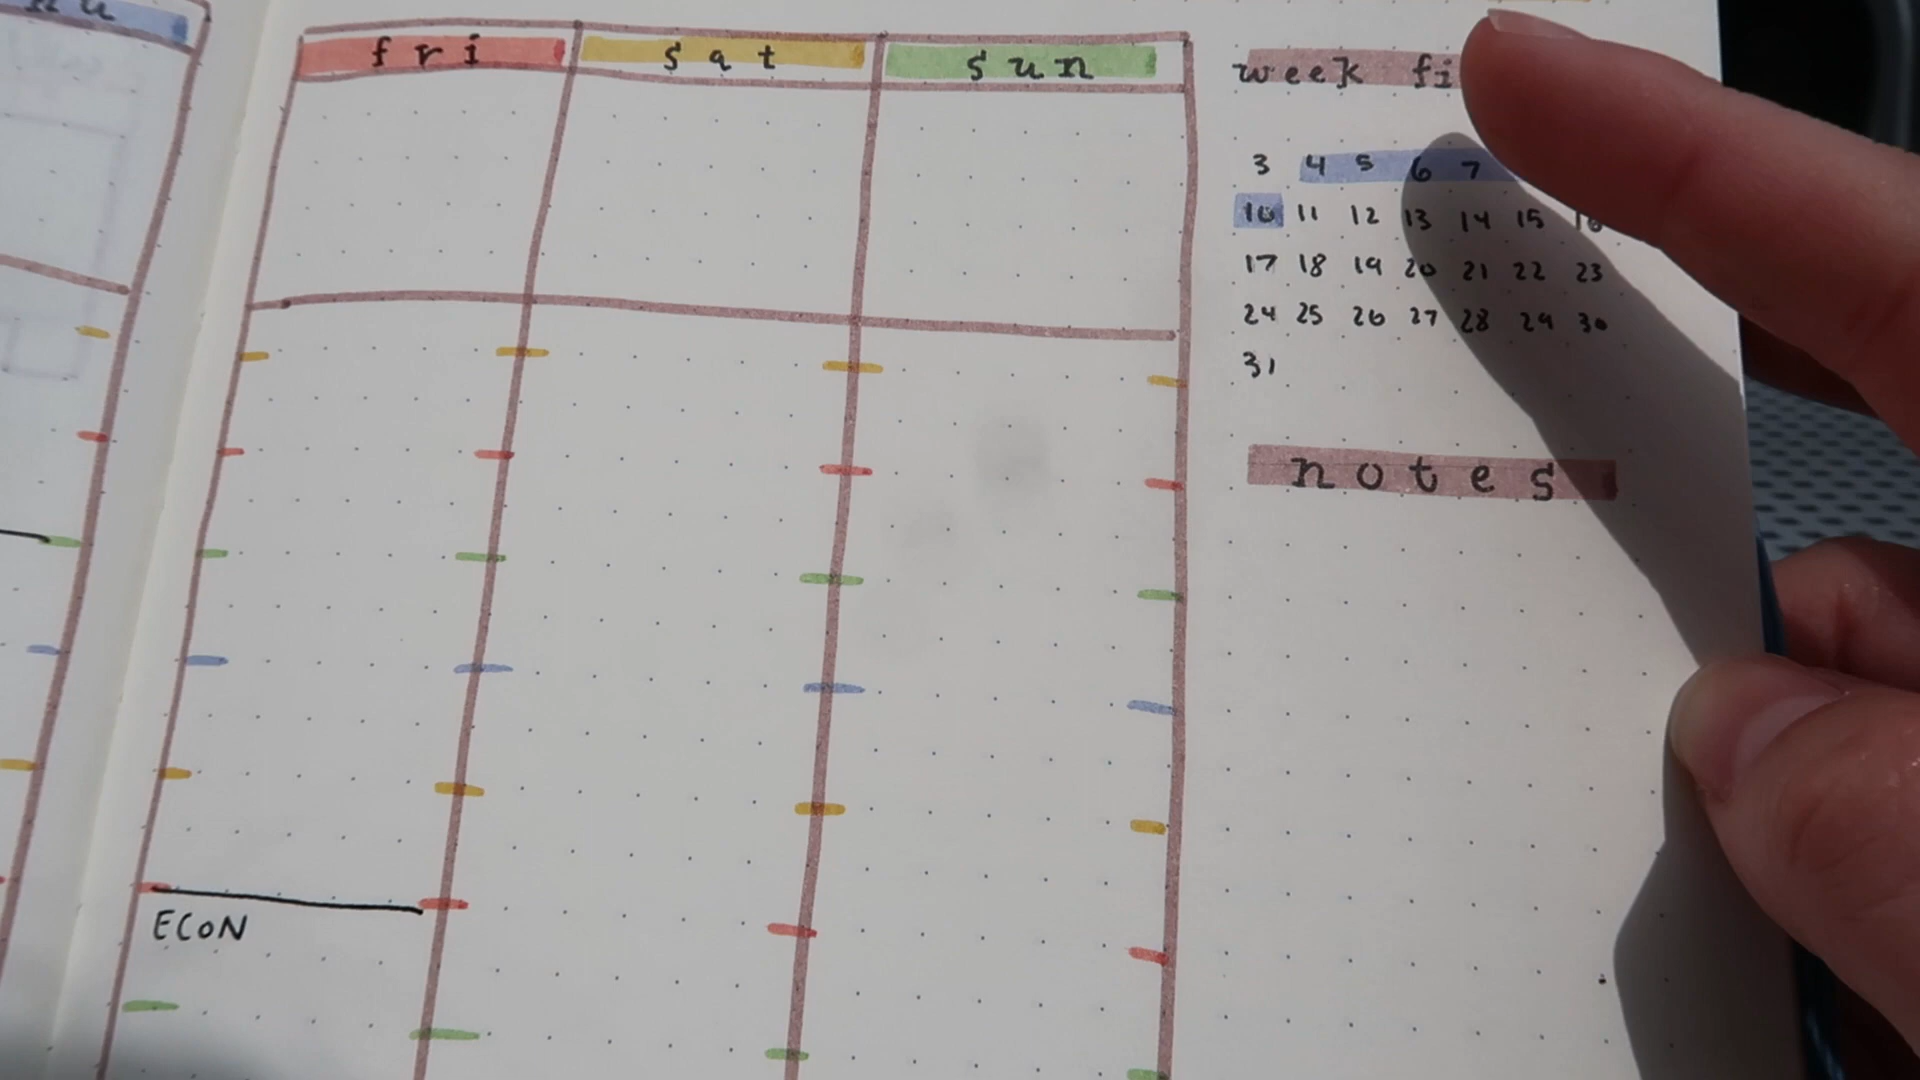 fri sat sun
week
3 4 5 6 7
10 11 12 13 14 15 16
17 18 19 20 21 22 23
24 25 26 27 28 29 30
31
notes
ECON